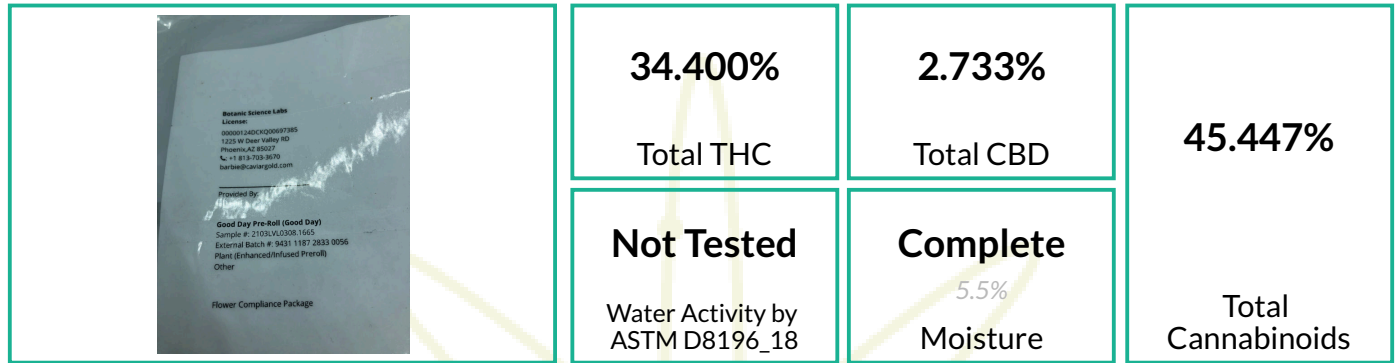 Botanic Science Labs
License:
00000124DCKQ00697385
1225 W Deer Valley RD
Phoenix,AZ 85027
+1 813-703-3670
barbie@caviargold.com
Provided By:
Good Day Pre-Roll (Good Day)
Sample #: 2103LVL0308.1665
External Batch #: 9431 1187 2833 0056
Plant (Enhanced/Infused Preroll)
Other
Flower Compliance Package
34.400%
Total THC
2.733%
Total CBD
45.447%
Total
Cannabinoids
Not Tested
Water Activity by
ASTM D8196_18
Complete
5.5%
Moisture